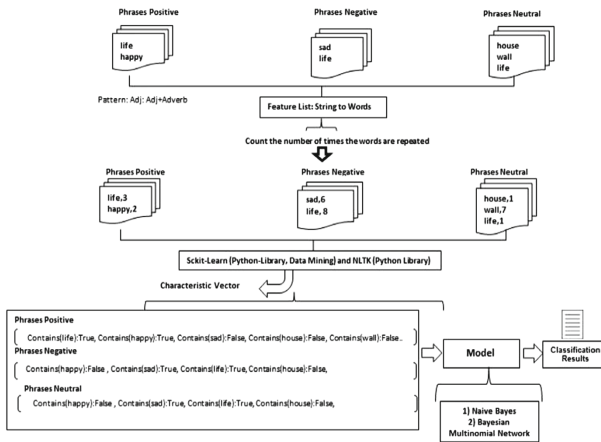 Phrases Positive
Phrases Negative
Phrases Neutral
life
happy
sad
life
house
wall
life
Pattern: Adj: Adj+Adverb
Feature List: String to Words
Count the number of times the words are repeated
Phrases Positive
Phrases Negative
Phrases Neutral
life,3
happy,2
sad,6
life, 8
house,1
wall,7
life,1
Sckit-Learn (Python-Library, Data Mining) and NLTK (Python Library)
Characteristic Vector
Phrases Positive
Contains(life):True, Contains(happy):True, Contains(sad):False, Contains(house):False, Contains(wall):False..
Phrases Negative
Contains(happy):False , Contains(sad):True, Contains(life):True, Contains(house):False,
Phrases Neutral
Contains(happy):False , Contains(sad):True, Contains(life):True, Contains(house):False,
Model
Classification
Results
1) Naive Bayes
2) Bayesian
Multinomial Network